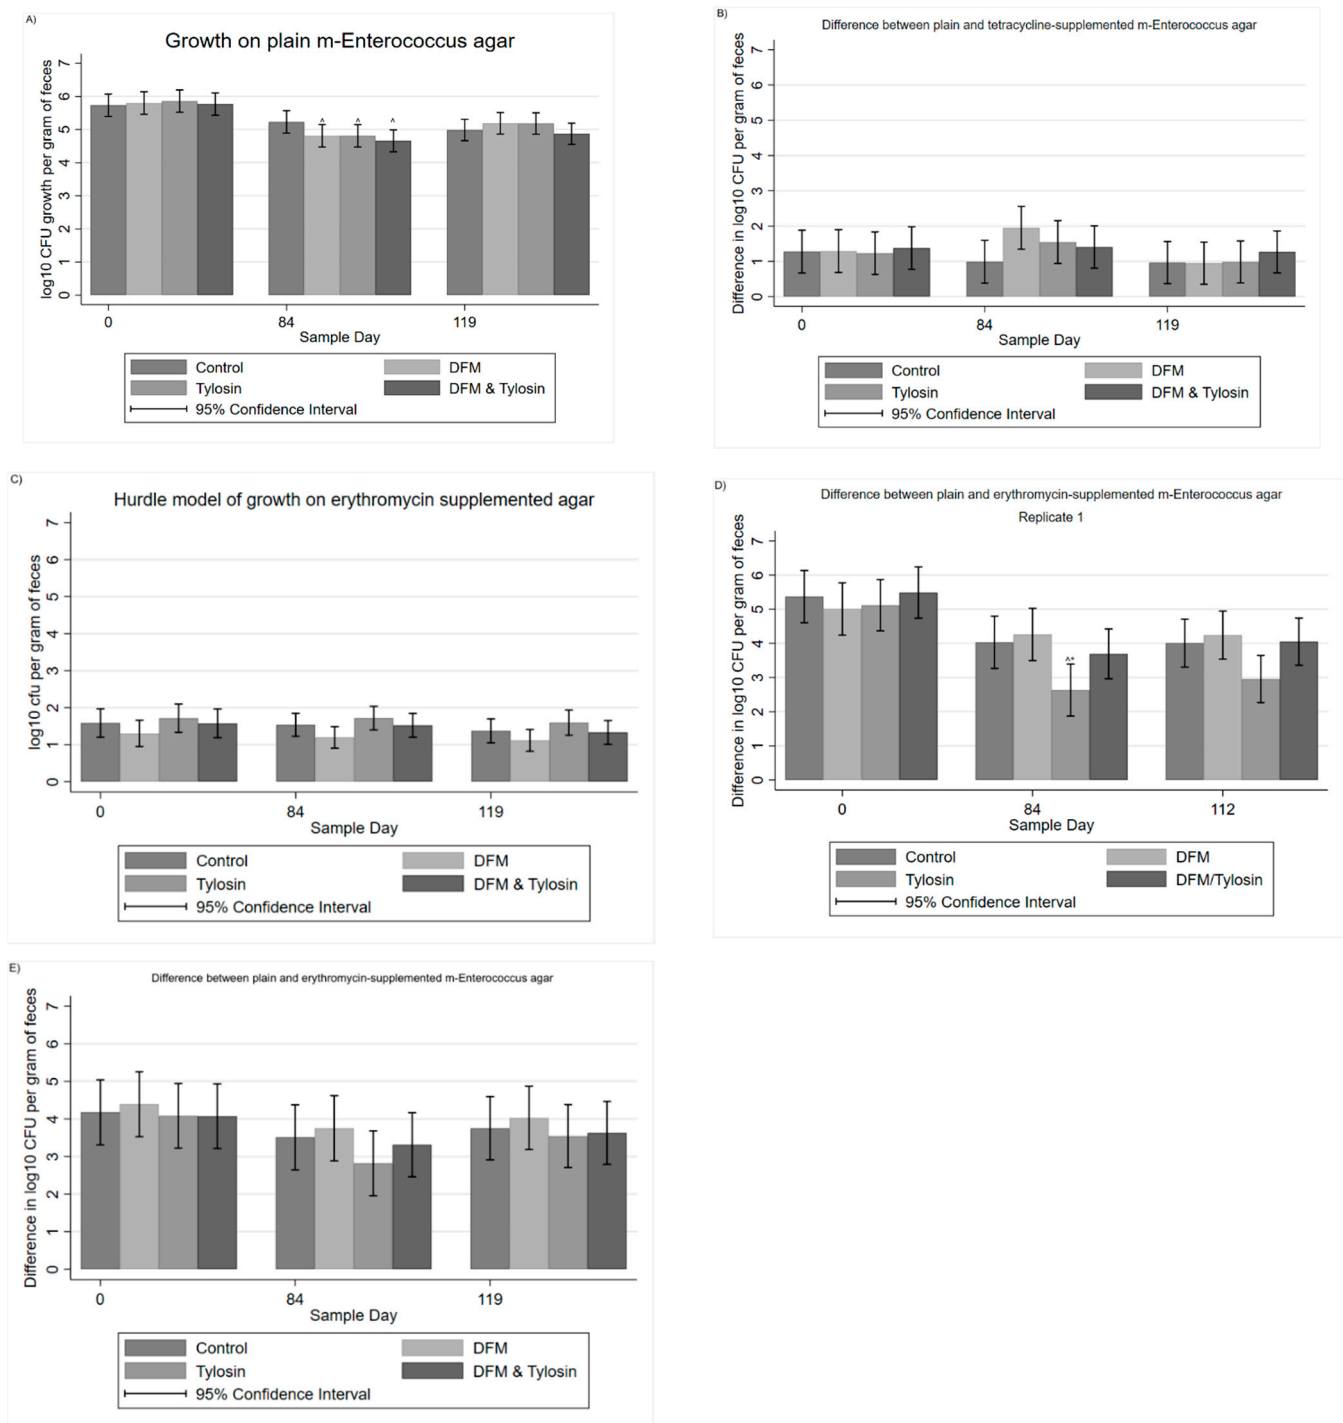 A)
Growth on plain m-Enterococcus agar
log10 CFU growth per gram of feces
7
6
5
4
3
2
1
0
^ ^ ^
0 84 119
Sample Day
Control DFM
Tylosin DFM & Tylosin
95% Confidence Interval
B)
Difference between plain and tetracycline-supplemented m-Enterococcus agar
Difference in log10 CFU per gram of feces
7
6
5
4
3
2
1
0
0 84 119
Sample Day
Control DFM
Tylosin DFM & Tylosin
95% Confidence Interval
C)
Hurdle model of growth on erythromycin supplemented agar
log10 cfu per gram of feces
7
6
5
4
3
2
1
0
0 84 119
Sample Day
Control DFM
Tylosin DFM & Tylosin
95% Confidence Interval
D)
Difference between plain and erythromycin-supplemented m-Enterococcus agar
Replicate 1
Difference in log10 CFU per gram of feces
7
6
5
4
3
2
1
0
^*
0 84 112
Sample Day
Control DFM
Tylosin DFM/Tylosin
95% Confidence Interval
E)
Difference between plain and erythromycin-supplemented m-Enterococcus agar
Difference in log10 CFU per gram of feces
7
6
5
4
3
2
1
0
0 84 119
Sample Day
Control DFM
Tylosin DFM & Tylosin
95% Confidence Interval